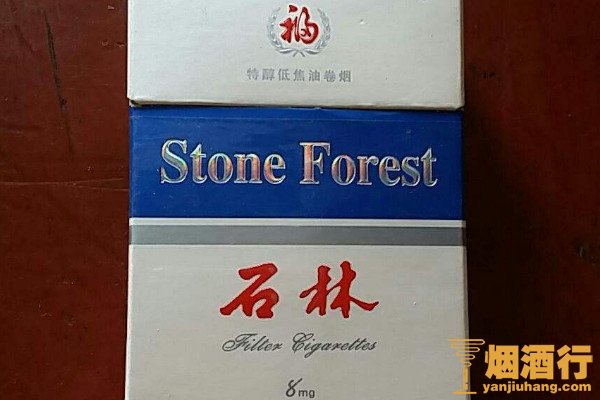 福
特醇低焦油卷烟
Stone Forest
石林
Filter Cigarettes
8mg
烟酒行
yanjiuhang.com